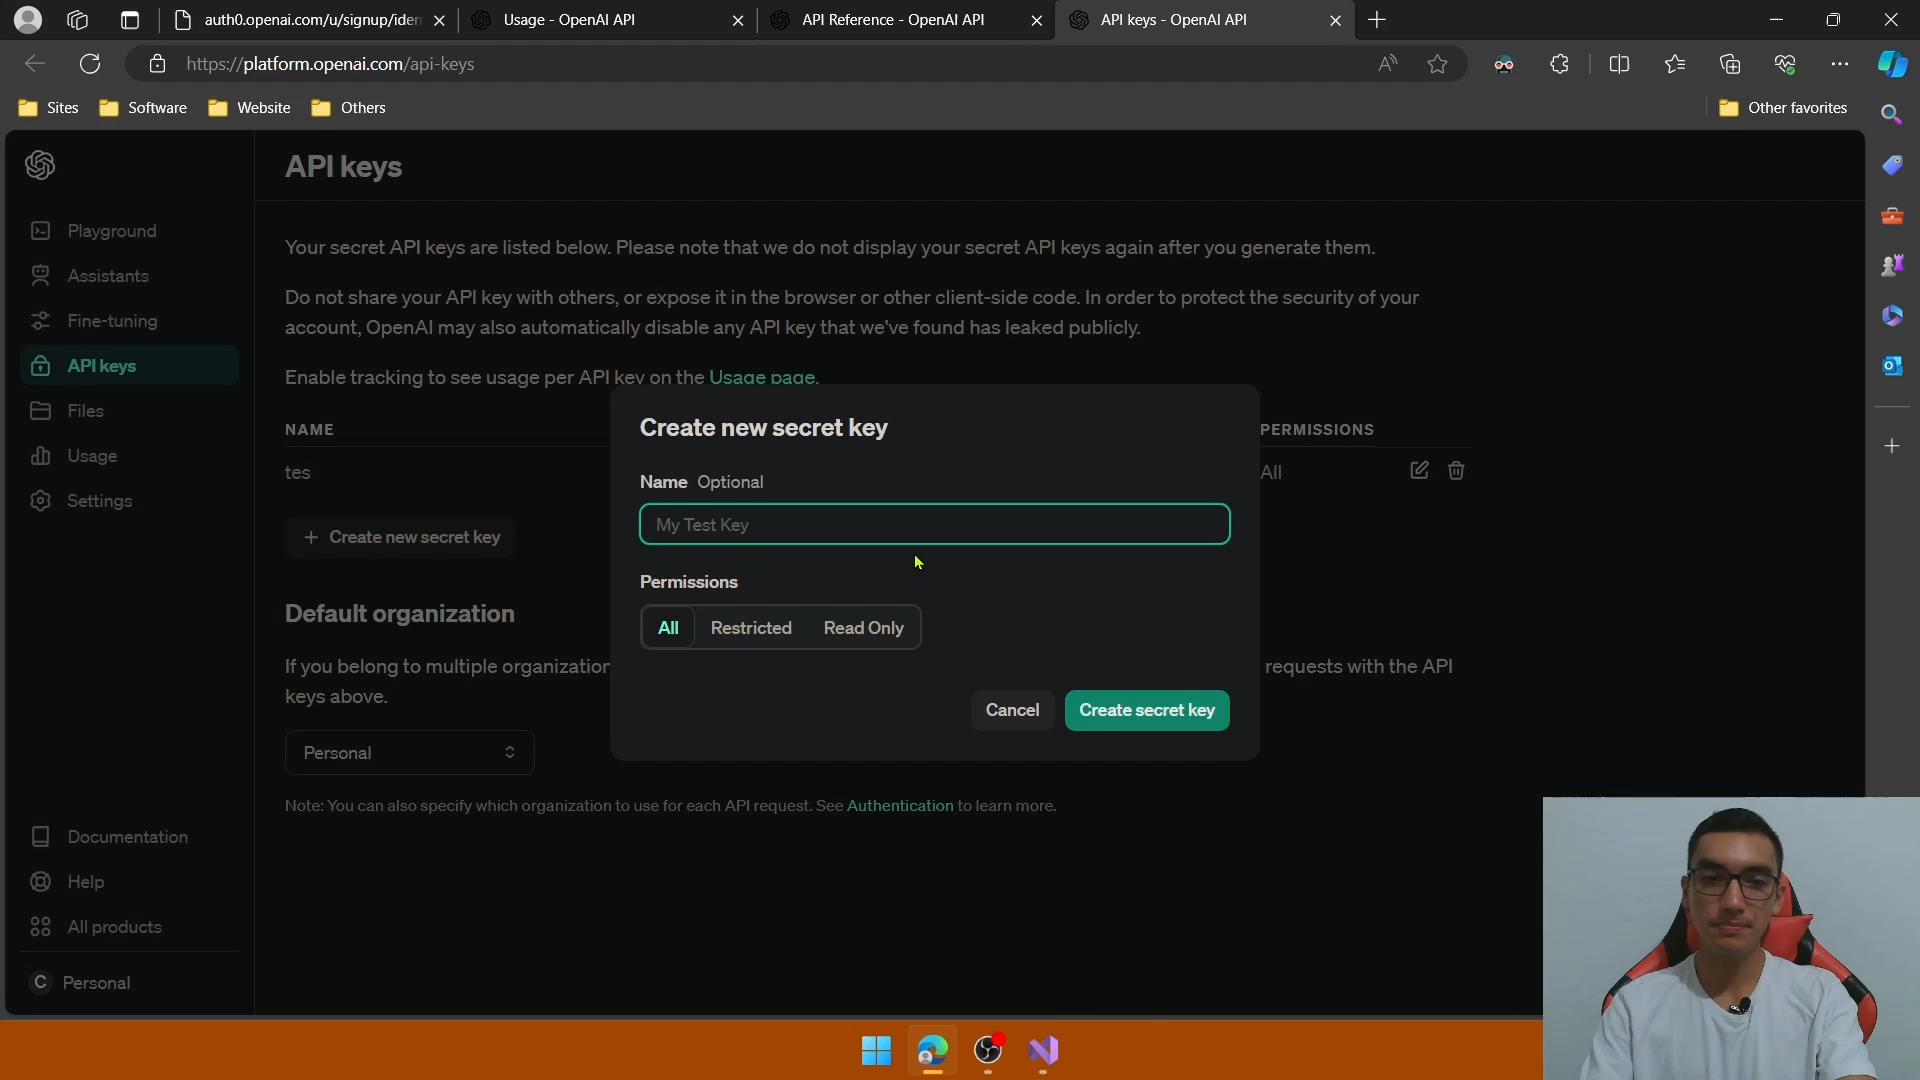 auth0.openai.com/u/signup/iden
Usage - OpenAI API
API Reference - OpenAI API
API keys - OpenAI API
https://platform.openai.com/api-keys
Sites
Software
Website
Others
Other favorites
API keys
Playground
Assistants
Fine-tuning
API keys
Files
Usage
Settings
Your secret API keys are listed below. Please note that we do not display your secret API keys again after you generate them.
Do not share your API key with others, or expose it in the browser or other client-side code. In order to protect the security of your
account, OpenAI may also automatically disable any API key that we've found has leaked publicly.
Enable tracking to see usage per API key on the Usage page.
NAME
PERMISSIONS
tes
All
+ Create new secret key
Create new secret key
Name Optional
My Test Key
Permissions
All
Restricted
Read Only
Cancel
Create secret key
Default organization
If you belong to multiple organization
requests with the API
keys above.
Personal
Note: You can also specify which organization to use for each API request. See Authentication to learn more.
Documentation
Help
All products
C Personal